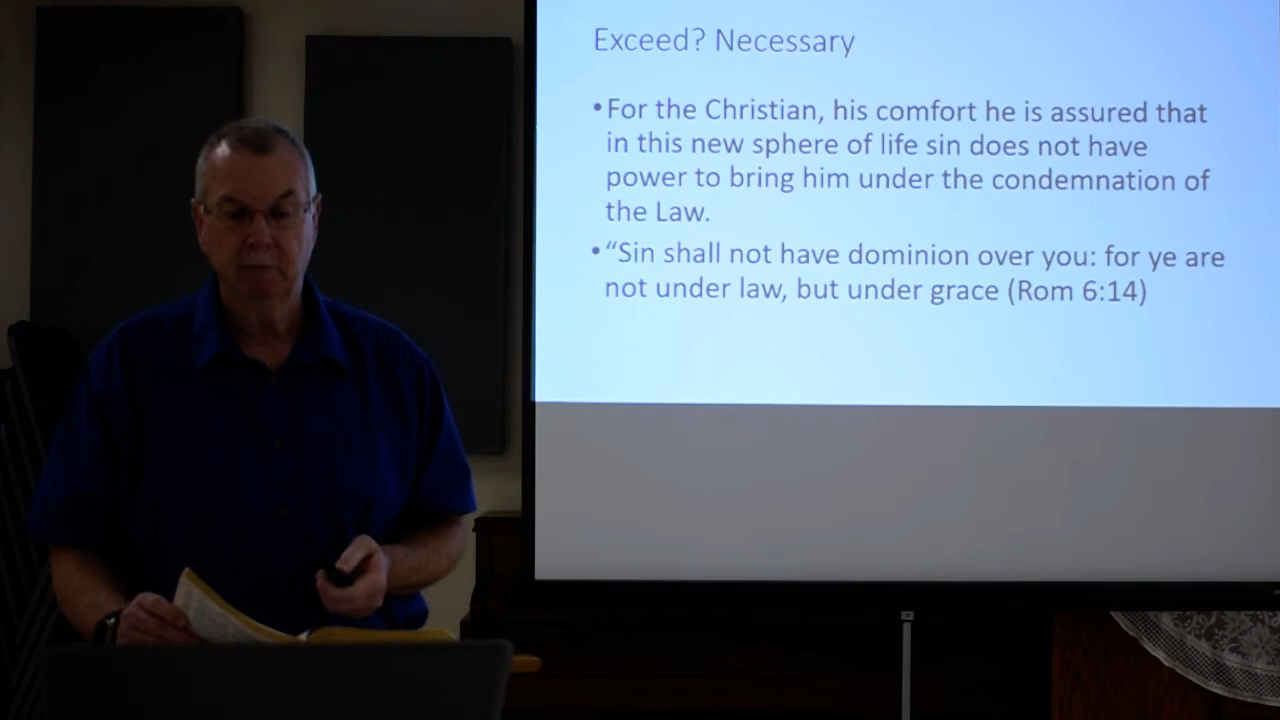 Exceed? Necessary
•For the Christian, his comfort he is assured that
in this new sphere of life sin does not have
power to bring him under the condemnation of
the Law.
•“Sin shall not have dominion over you: for ye are
not under law, but under grace (Rom 6:14)